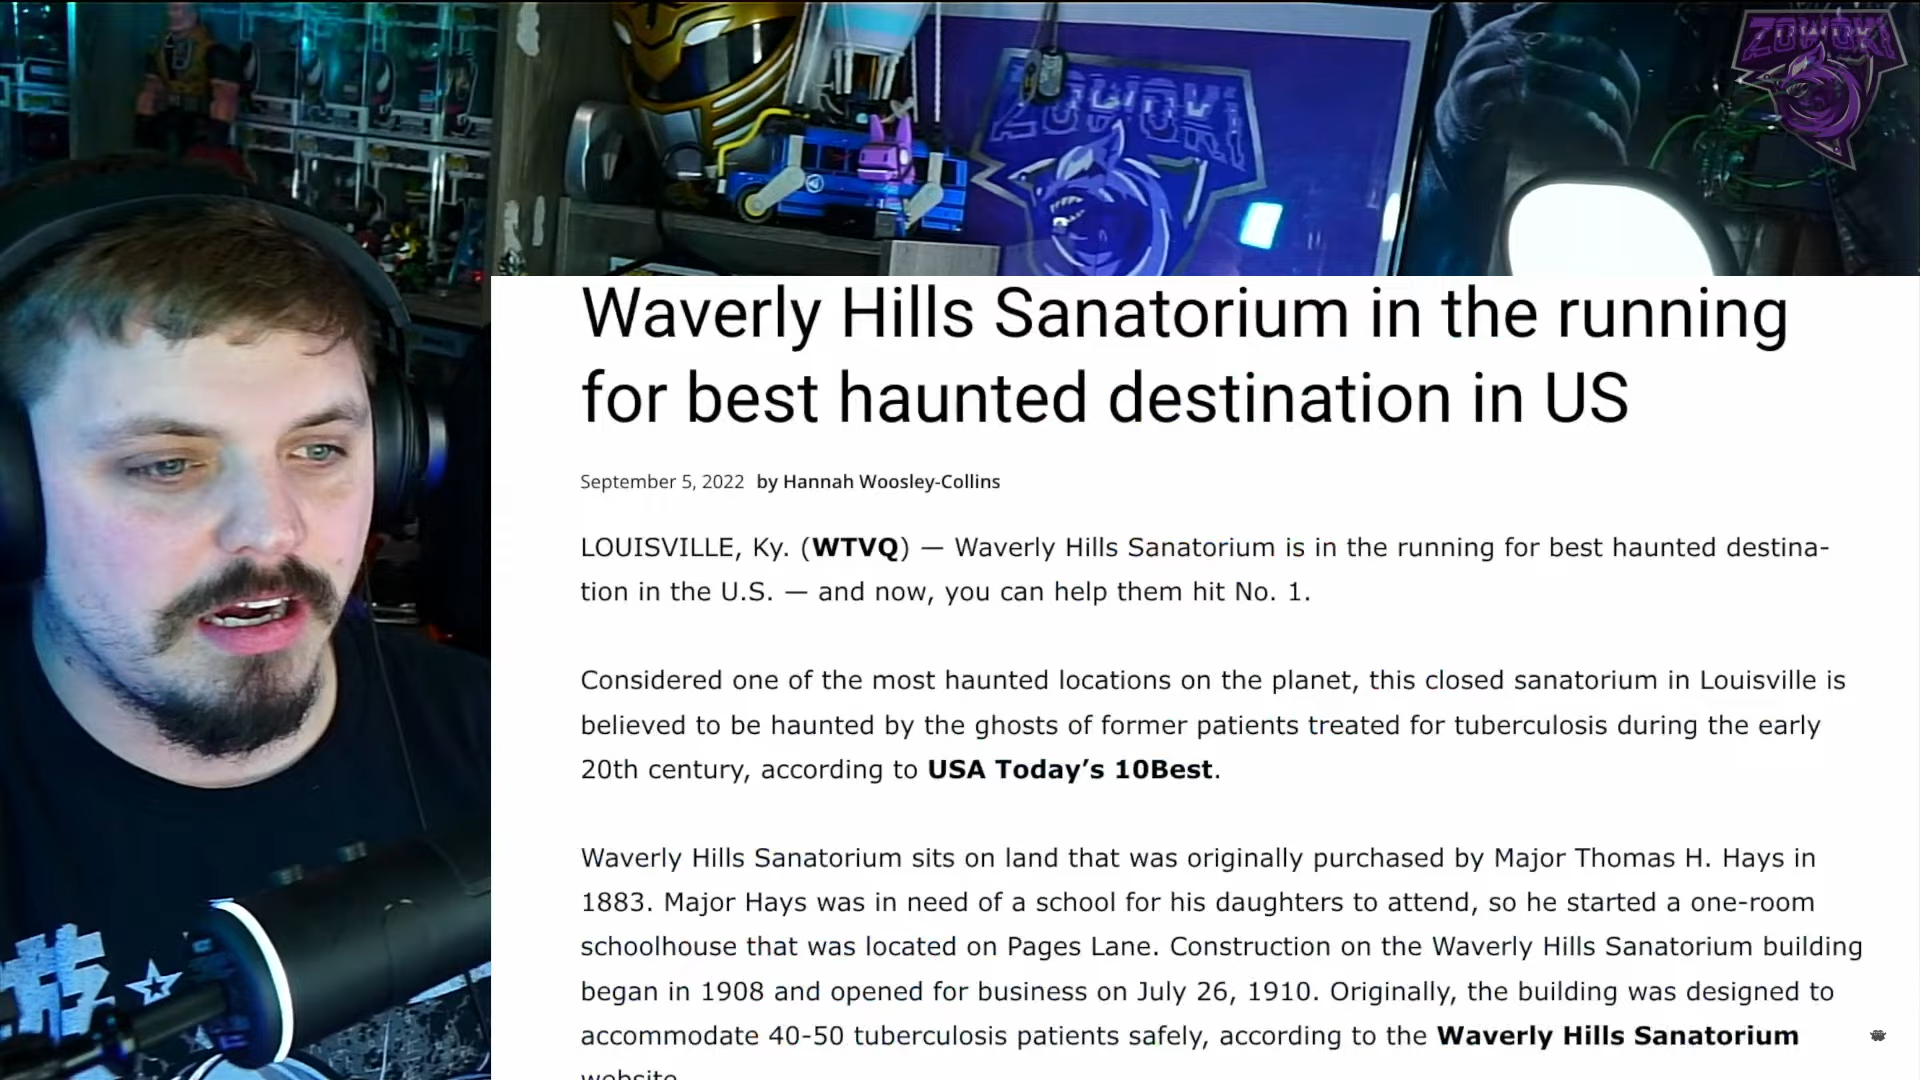 ZOWOKI
ZOWOKI
Waverly Hills Sanatorium in the running
for best haunted destination in US
September 5, 2022 by Hannah Woosley-Collins
LOUISVILLE, Ky. (WTVQ) — Waverly Hills Sanatorium is in the running for best haunted destina-
tion in the U.S. — and now, you can help them hit No. 1.
Considered one of the most haunted locations on the planet, this closed sanatorium in Louisville is
believed to be haunted by the ghosts of former patients treated for tuberculosis during the early
20th century, according to USA Today’s 10Best.
Waverly Hills Sanatorium sits on land that was originally purchased by Major Thomas H. Hays in
1883. Major Hays was in need of a school for his daughters to attend, so he started a one-room
schoolhouse that was located on Pages Lane. Construction on the Waverly Hills Sanatorium building
began in 1908 and opened for business on July 26, 1910. Originally, the building was designed to
accommodate 40-50 tuberculosis patients safely, according to the Waverly Hills Sanatorium
website.